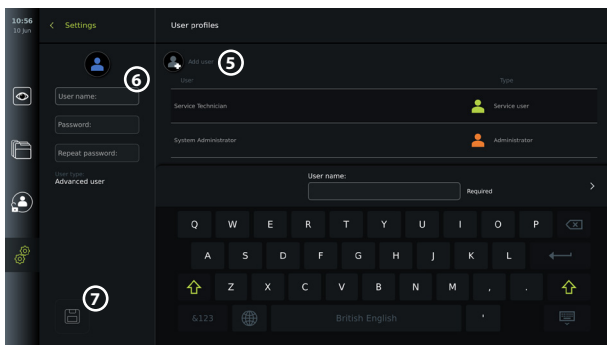 10:56
10 Jun
Settings
User profiles
5
Add user
User
Type
6
User name:
Service Technician
Service user
Password:
System Administrator
Administrator
Repeat password:
User type:
Advanced user
User name:
Required
Q W E R T Y U I O P
A S D F G H J K L
Z X C V B N M , .
7
&123
British English
'